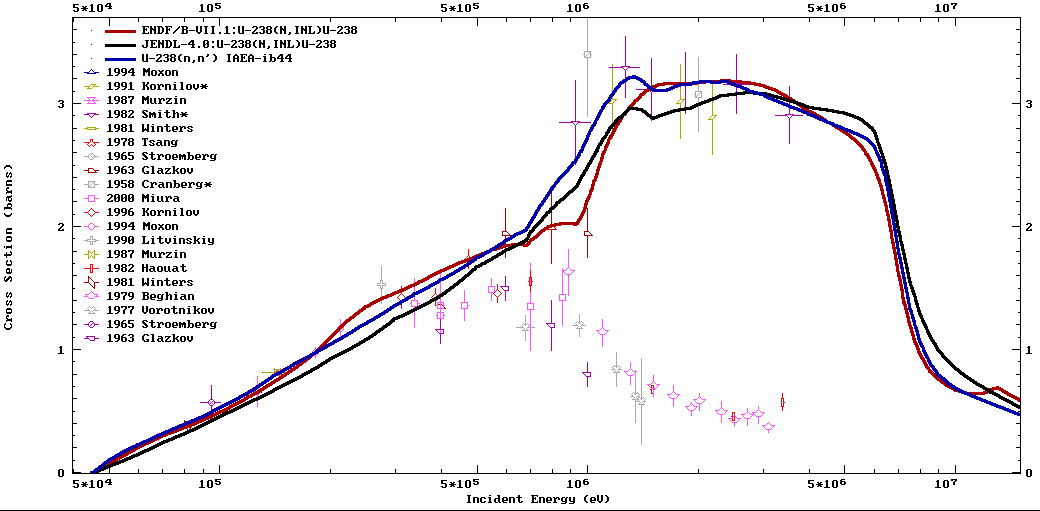 5*10⁴ 10⁵ 5*10⁵ 10⁶ 5*10⁶ 10⁷
ENDF/B-VII.1:U-238(N,INL)U-238
JENDL-4.0:U-238(N,INL)U-238
U-238(n,n') IAEA-ib44
1994 Moxon
1991 Kornilov*
1987 Murzin
1982 Smith*
1981 Winters
1978 Tsang
1965 Stroemberg
1963 Glazkov
1958 Cranberg*
2000 Miura
1996 Kornilov
1994 Moxon
1990 Litvinskiy
1987 Murzin
1982 Haouat
1981 Winters
1979 Beghian
1977 Vorotnikov
1965 Stroemberg
1963 Glazkov
Cross Section (barns)
3 3
2 2
1 1
0 0
5*10⁴ 10⁵ 5*10⁵ 10⁶ 5*10⁶ 10⁷
Incident Energy (eV)